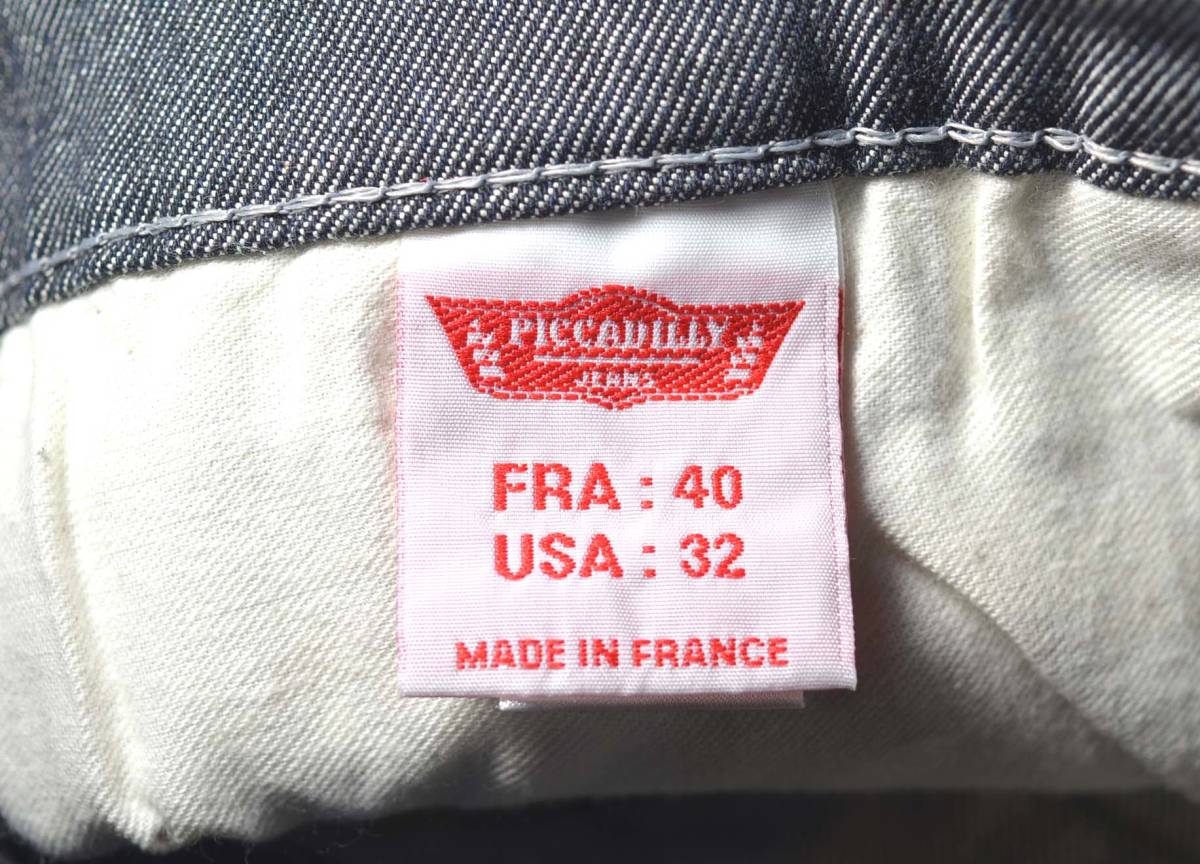 PICCADILLY
JEANS
FRA : 40
USA : 32
MADE IN FRANCE